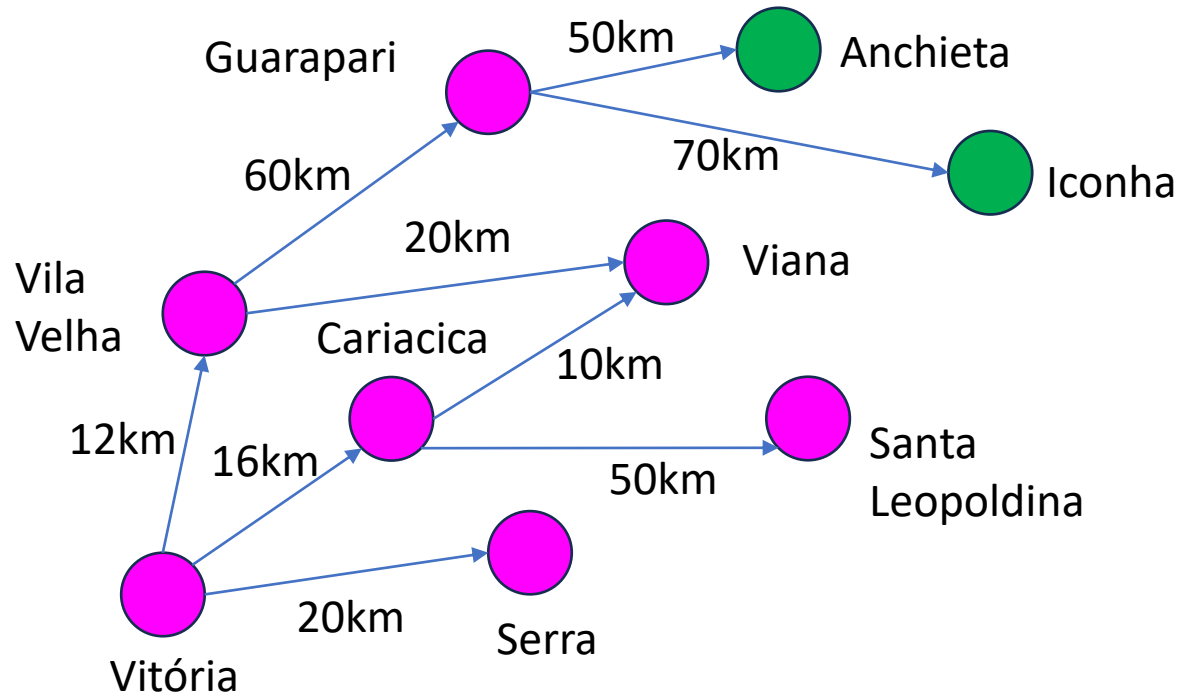 50km
Guarapari
Anchieta
70km
60km
Iconha
20km
Viana
Vila
Velha
Cariacica
10km
12km
16km
Santa
50km
Leopoldina
20km
Serra
Vitória